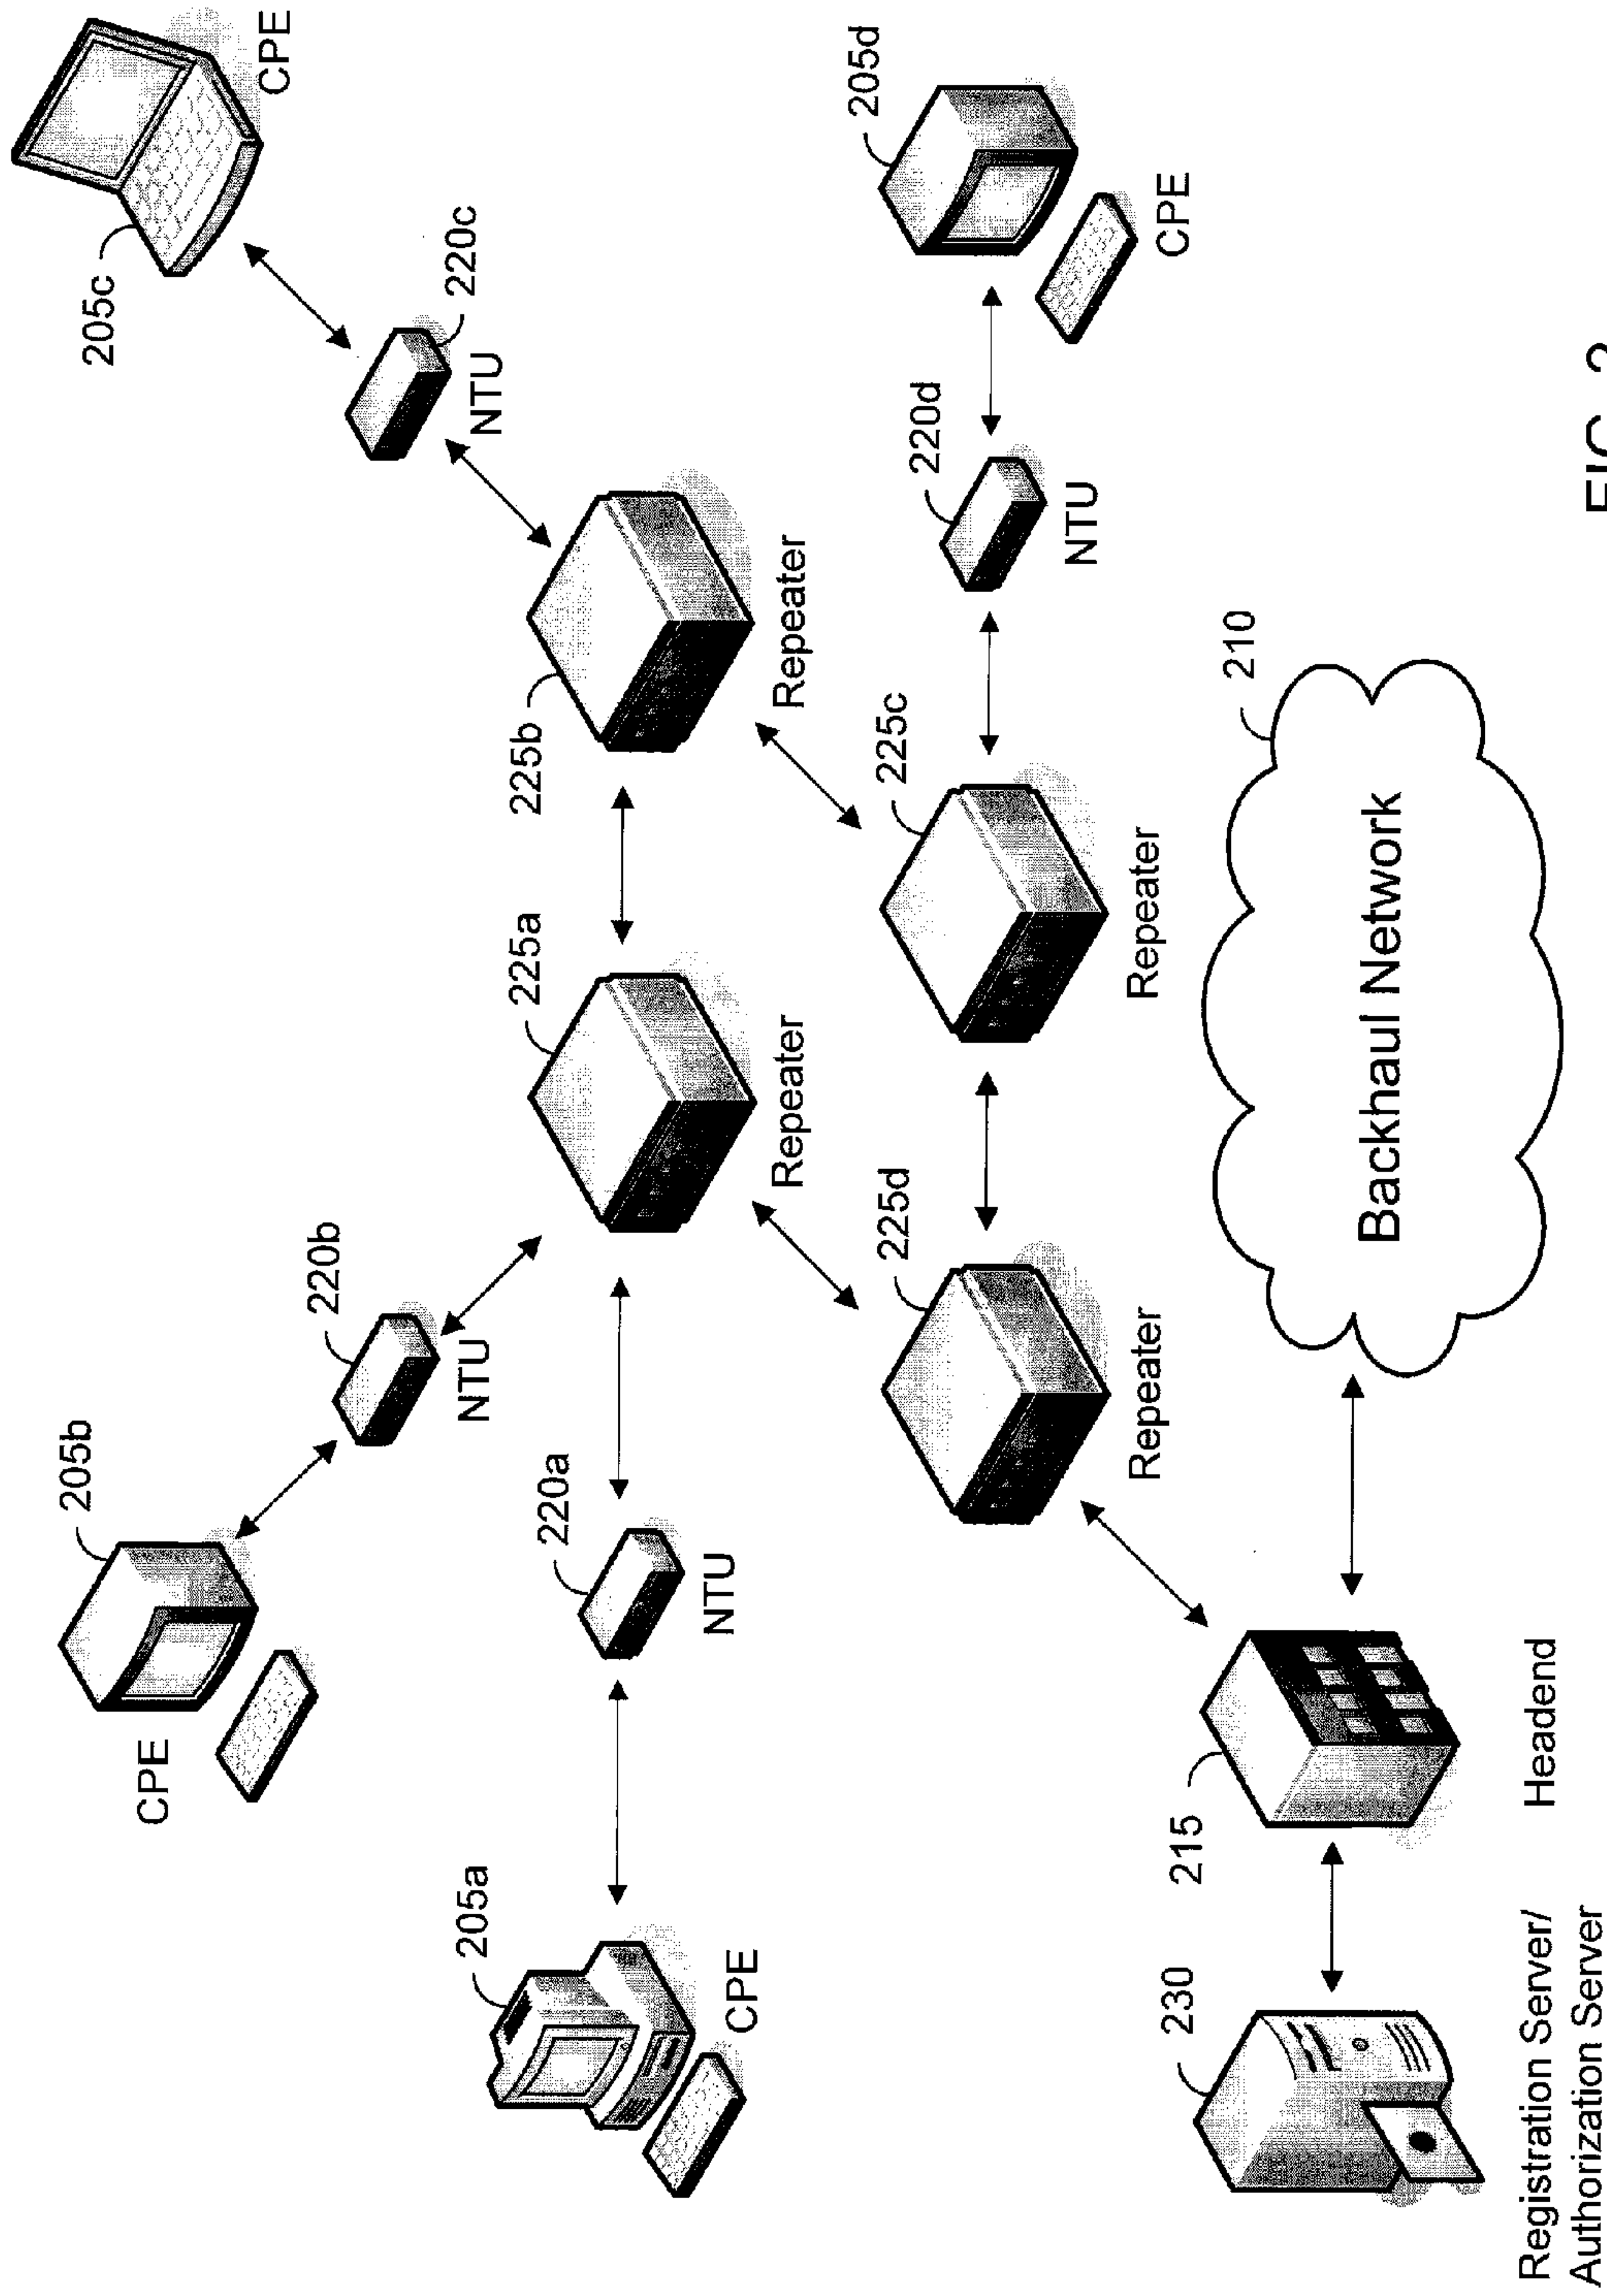 205b
205c
CPE
CPE
220b
220c
205a
NTU
NTU
225a
225b
220a
NTU
CPE
Repeater
Repeater
205d
225d
225c
220d
NTU
Repeater
Repeater
CPE
230
215
210
Backhaul Network
Headend
Registration Server/
Authorization Server